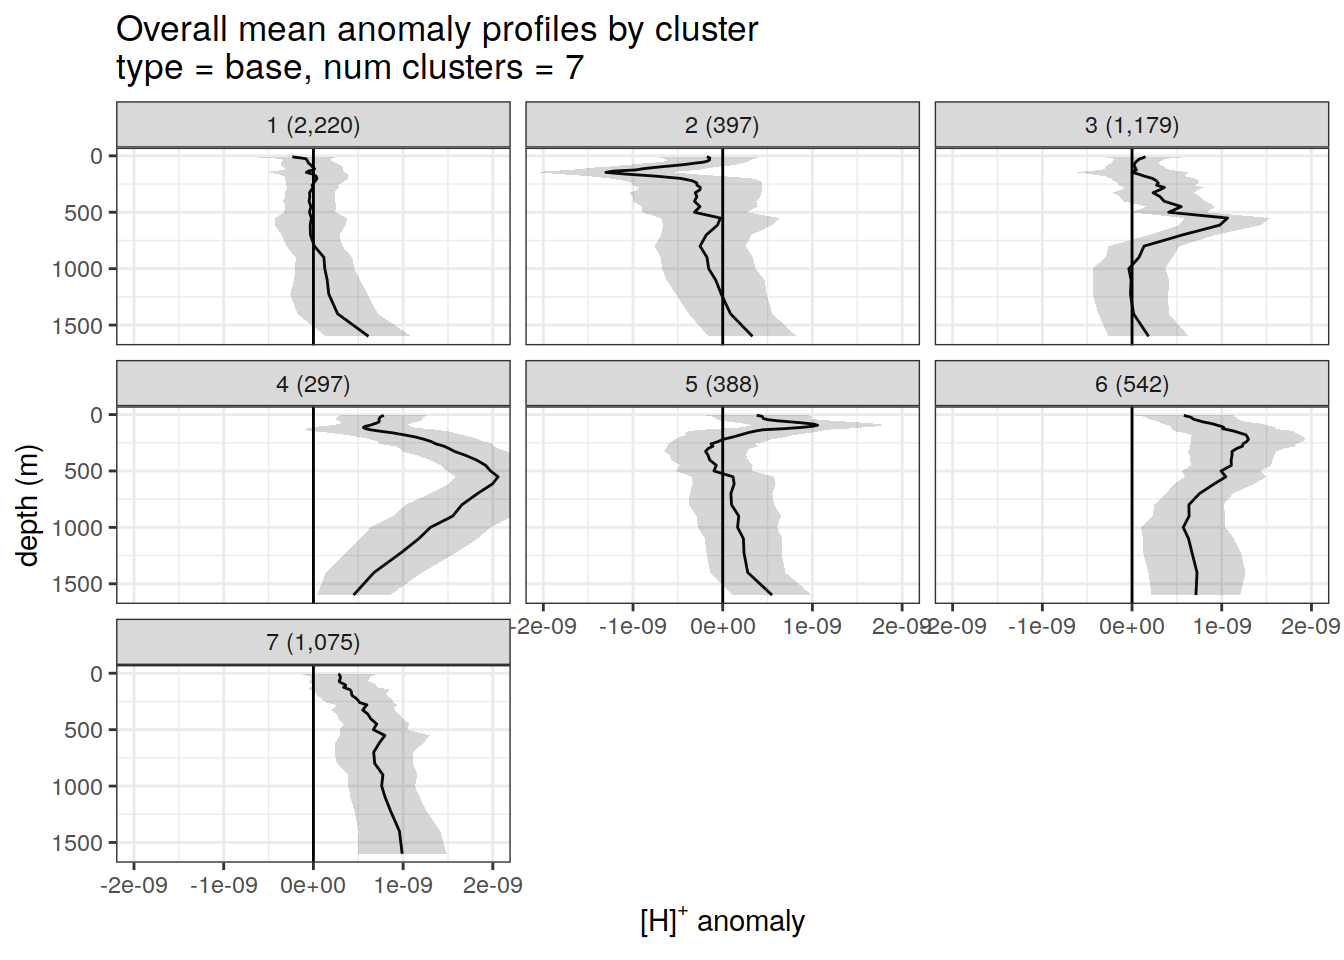 Overall mean anomaly profiles by cluster
type = base, num clusters = 7
1 (2,220)
2 (397)
3 (1,179)
0
500
1000
1500
4 (297)
5 (388)
6 (542)
0
500
1000
1500
-2e-09 -1e-09 0e+00 1e-09 2e-09
-2e-09 -1e-09 0e+00 1e-09 2e-09
7 (1,075)
0
500
1000
1500
-2e-09 -1e-09 0e+00 1e-09 2e-09
depth (m)
[H]⁺ anomaly